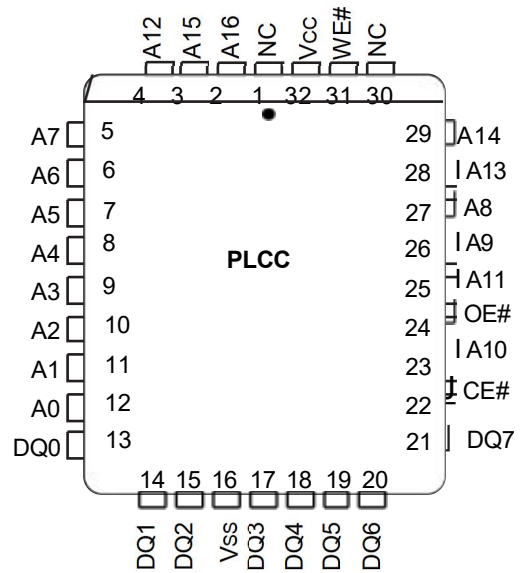 A12 A15 A16 NC Vcc WE# NC
4 3 2 1 32 31 30
A7 5 29 A14
A6 6 28 A13
A5 7 27 A8
A4 8 26 A9
PLCC
A3 9 25 A11
A2 10 24 OE#
A1 11 23 A10
A0 12 22 CE#
DQ0 13 21 DQ7
14 15 16 17 18 19 20
DQ1 DQ2 Vss DQ3 DQ4 DQ5 DQ6